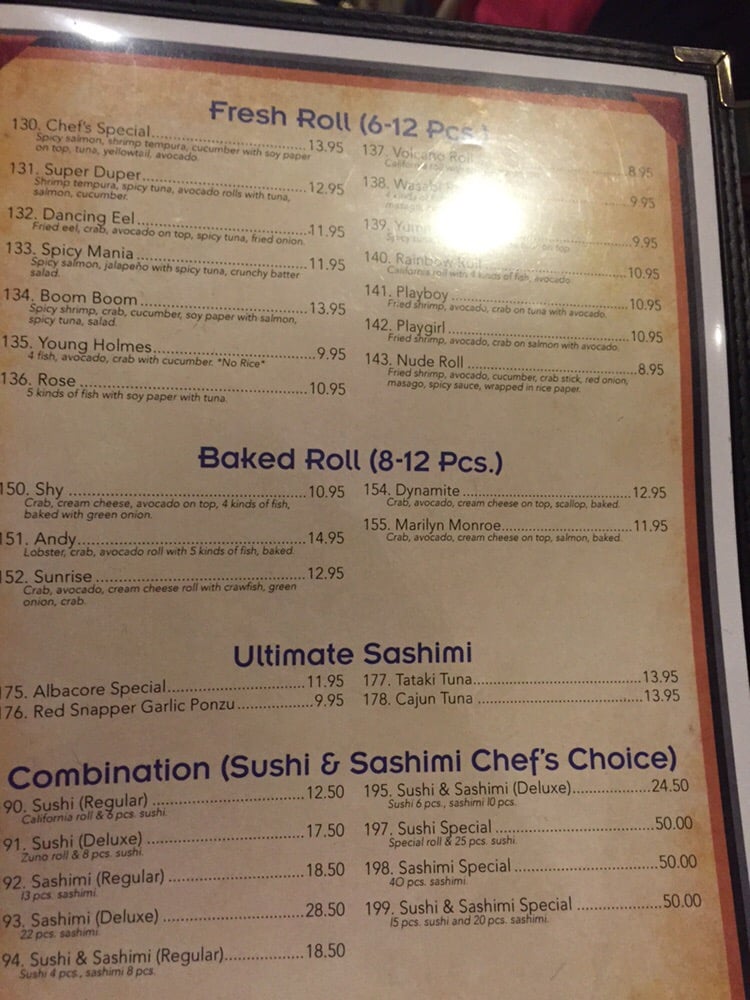 Fresh Roll (6-12 Pcs.)
130. Chef's Special 13.95
Spicy salmon, shrimp tempura, cucumber with soy paper
on top, tuna, yellowtail, avocado.
131. Super Duper 12.95
Shrimp tempura, spicy tuna, avocado rolls with tuna,
salmon, cucumber.
132. Dancing Eel 11.95
Fried eel, crab, avocado on top, spicy tuna, fried onion.
133. Spicy Mania 11.95
Spicy salmon, jalapeño with spicy tuna, crunchy batter
salad.
134. Boom Boom 13.95
Spicy shrimp, crab, cucumber, soy paper with salmon,
spicy tuna, salad.
135. Young Holmes 9.95
4 fish, avocado, crab with cucumber. *No Rice*
136. Rose 10.95
5 kinds of fish with soy paper with tuna.
137. Volcano Roll 8.95
California roll
138. Wasabi 9.95
masago,
139. 9.95
on top.
140. Rainbow Roll 10.95
California roll with 4 kinds of fish, avocado.
141. Playboy 10.95
Fried shrimp, avocado, crab on tuna with avocado.
142. Playgirl 10.95
Fried shrimp, avocado, crab on salmon with avocado.
143. Nude Roll 8.95
Fried shrimp, avocado, cucumber, crab stick, red onion,
masago, spicy sauce, wrapped in rice paper.
Baked Roll (8-12 Pcs.)
150. Shy 10.95
Crab, cream cheese, avocado on top, 4 kinds of fish,
baked with green onion.
151. Andy 14.95
Lobster, crab, avocado roll with 5 kinds of fish, baked.
152. Sunrise 12.95
Crab, avocado, cream cheese roll with crawfish, green
onion, crab.
154. Dynamite 12.95
Crab, avocado, cream cheese on top, scallop, baked.
155. Marilyn Monroe 11.95
Crab, avocado, cream cheese on top, salmon, baked.
Ultimate Sashimi
175. Albacore Special 11.95
176. Red Snapper Garlic Ponzu 9.95
177. Tataki Tuna 13.95
178. Cajun Tuna 13.95
Combination (Sushi & Sashimi Chef's Choice)
90. Sushi (Regular) 12.50
California roll & 6 pcs. sushi.
91. Sushi (Deluxe) 17.50
Zuno roll & 8 pcs. sushi.
92. Sashimi (Regular) 18.50
13 pcs. sashimi.
93. Sashimi (Deluxe) 28.50
22 pcs. sashimi.
94. Sushi & Sashimi (Regular) 18.50
Sushi 4 pcs., sashimi 8 pcs.
195. Sushi & Sashimi (Deluxe) 24.50
Sushi 6 pcs., sashimi 10 pcs.
197. Sushi Special 50.00
Special roll & 25 pcs. sushi.
198. Sashimi Special 50.00
40 pcs. sashimi.
199. Sushi & Sashimi Special 50.00
15 pcs. sushi and 20 pcs. sashimi.